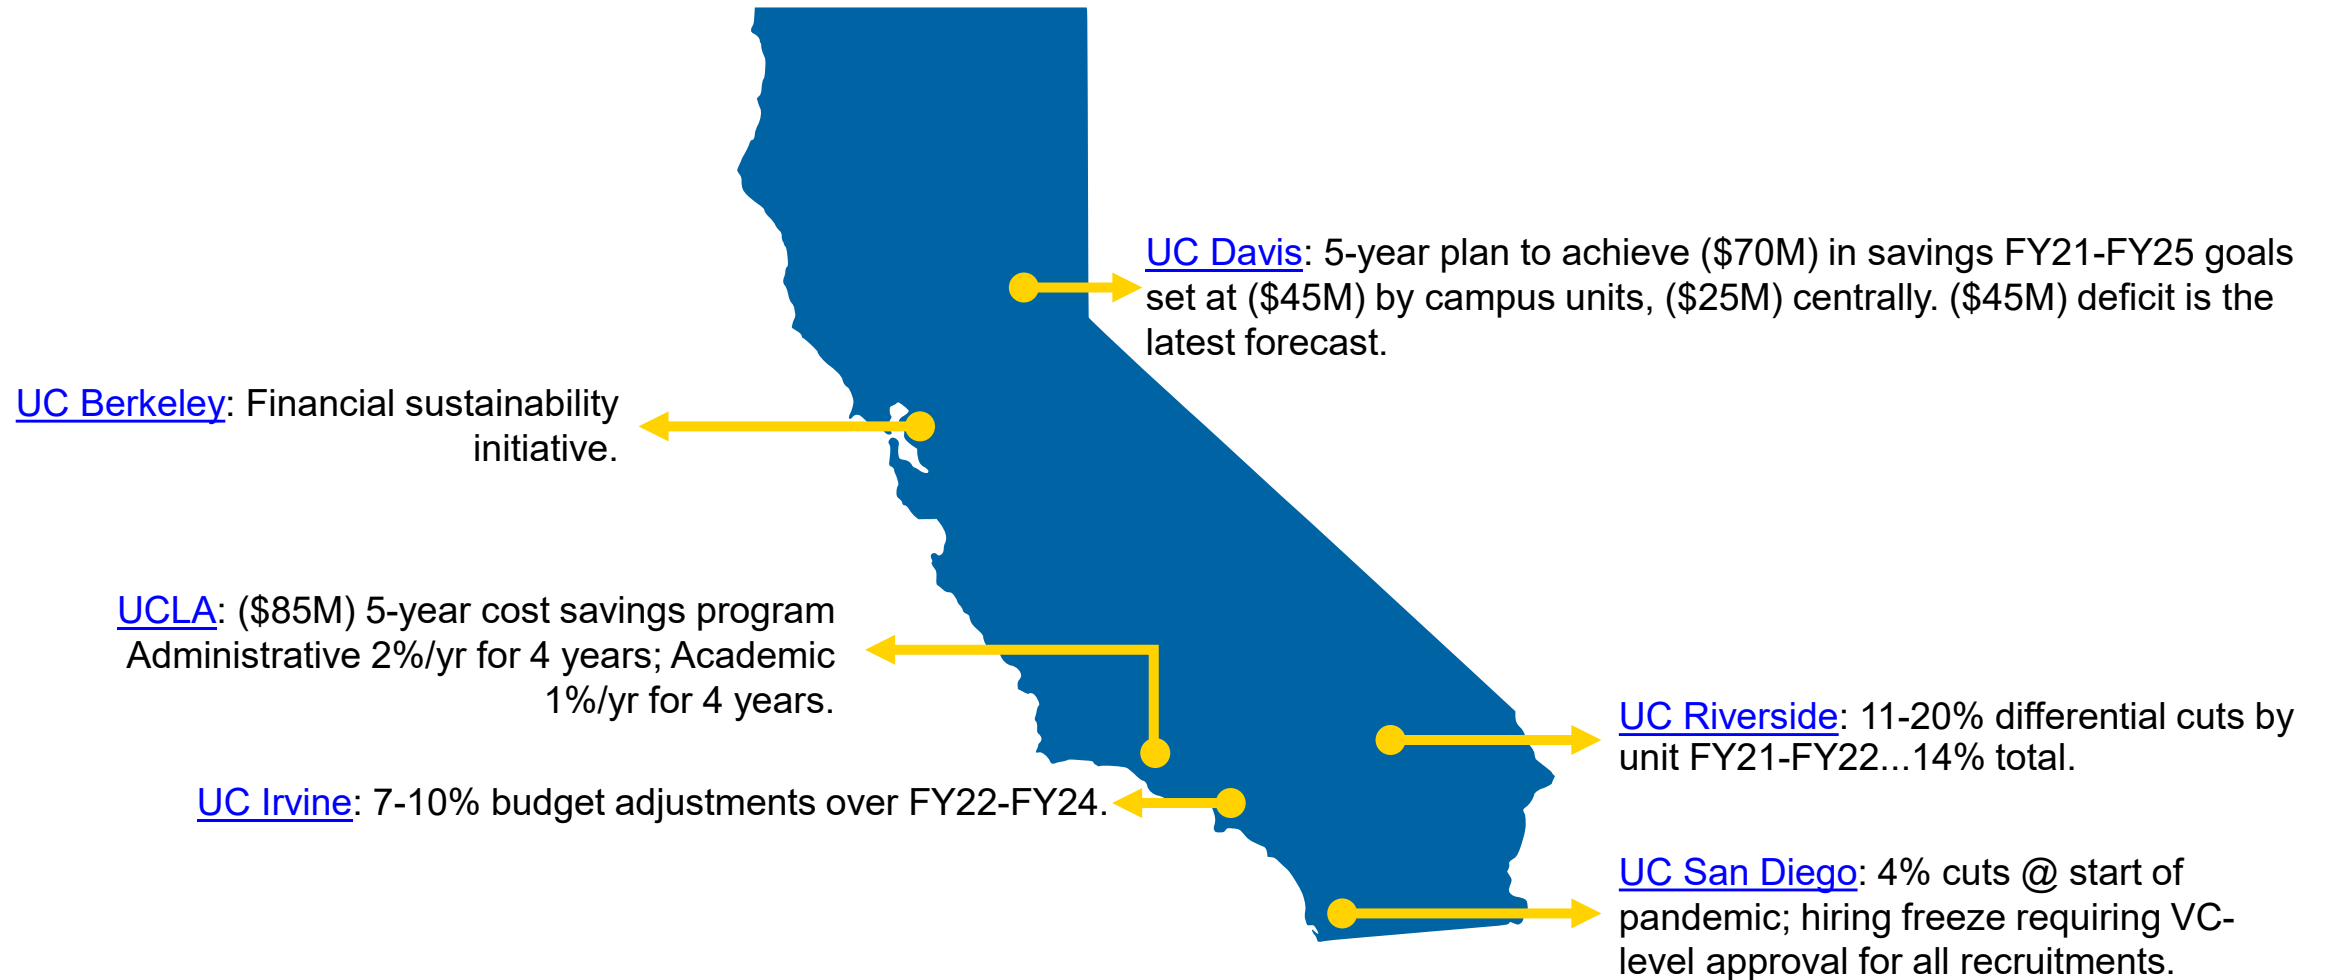 UC Davis: 5-year plan to achieve ($70M) in savings FY21-FY25 goals
set at ($45M) by campus units, ($25M) centrally. ($45M) deficit is the
latest forecast.
UC Berkeley: Financial sustainability
initiative.
UCLA: ($85M) 5-year cost savings program
Administrative 2%/yr for 4 years; Academic
1%/yr for 4 years.
UC Riverside: 11-20% differential cuts by
unit FY21-FY22...14% total.
UC Irvine: 7-10% budget adjustments over FY22-FY24.
UC San Diego: 4% cuts @ start of
pandemic; hiring freeze requiring VC-
level approval for all recruitments.